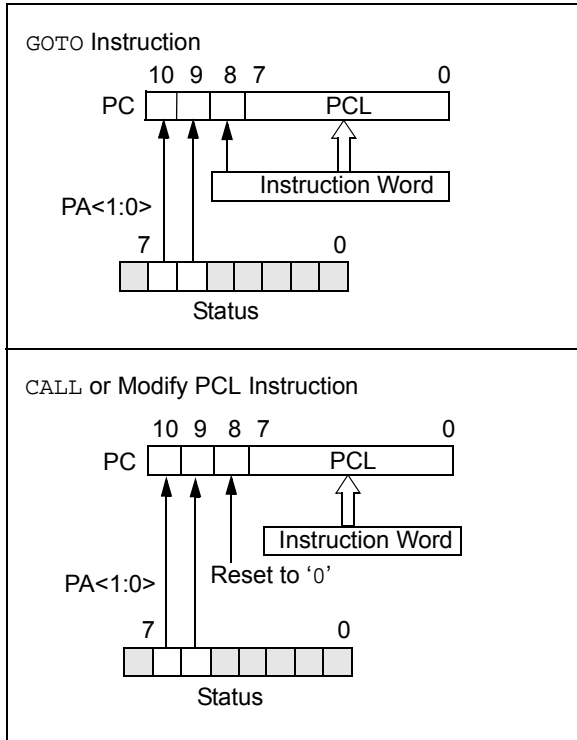 GOTO Instruction
10 9 8 7 0
PC PCL
Instruction Word
PA<1:0>
7 0
Status
CALL or Modify PCL Instruction
10 9 8 7 0
PC PCL
Instruction Word
Reset to ‘0’
PA<1:0>
7 0
Status